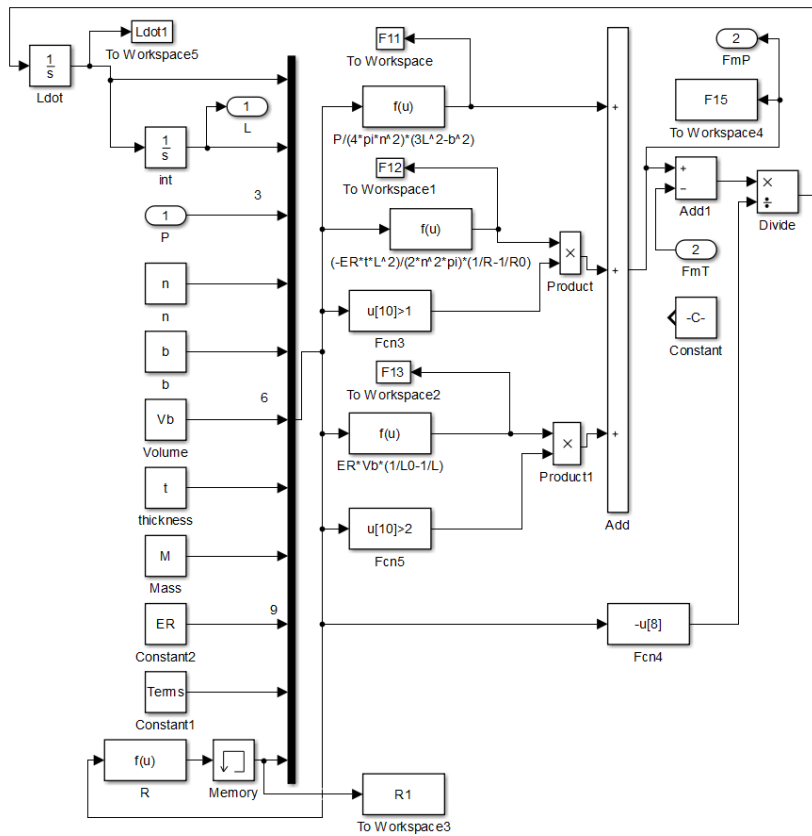 Ldot1
To Workspace5
1
s
Ldot
1
L
1
s
int
3
1
P
n
n
b
b
6
Vb
Volume
t
thickness
M
Mass
9
ER
Constant2
Terms
Constant1
f(u)
R
Memory
R1
To Workspace3
F11
To Workspace
f(u)
P/(4*pi*n^2)*(3L^2-b^2)
F12
To Workspace1
f(u)
(-ER*t*L^2)/(2*n^2*pi)*(1/R-1/R0)
×
Product
u[10]>1
Fcn3
F13
To Workspace2
f(u)
ER*Vb*(1/L0-1/L)
×
Product1
u[10]>2
Fcn5
+
+
+
Add
-u[8]
Fcn4
2
FmP
F15
To Workspace4
+
−
Add1
×
÷
Divide
2
FmT
-C-
Constant